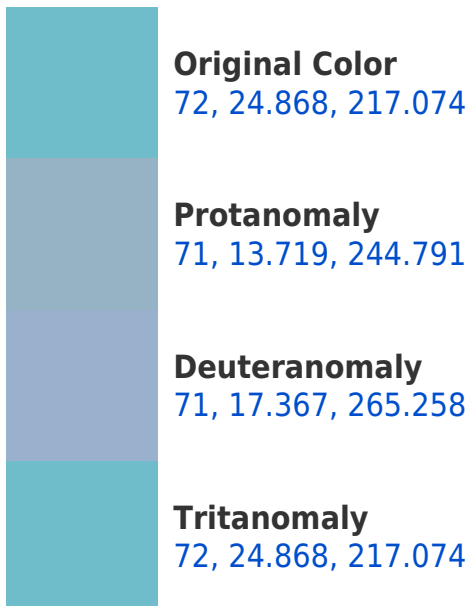 Original Color
72, 24.868, 217.074
Protanomaly
71, 13.719, 244.791
Deuteranomaly
71, 17.367, 265.258
Tritanomaly
72, 24.868, 217.074